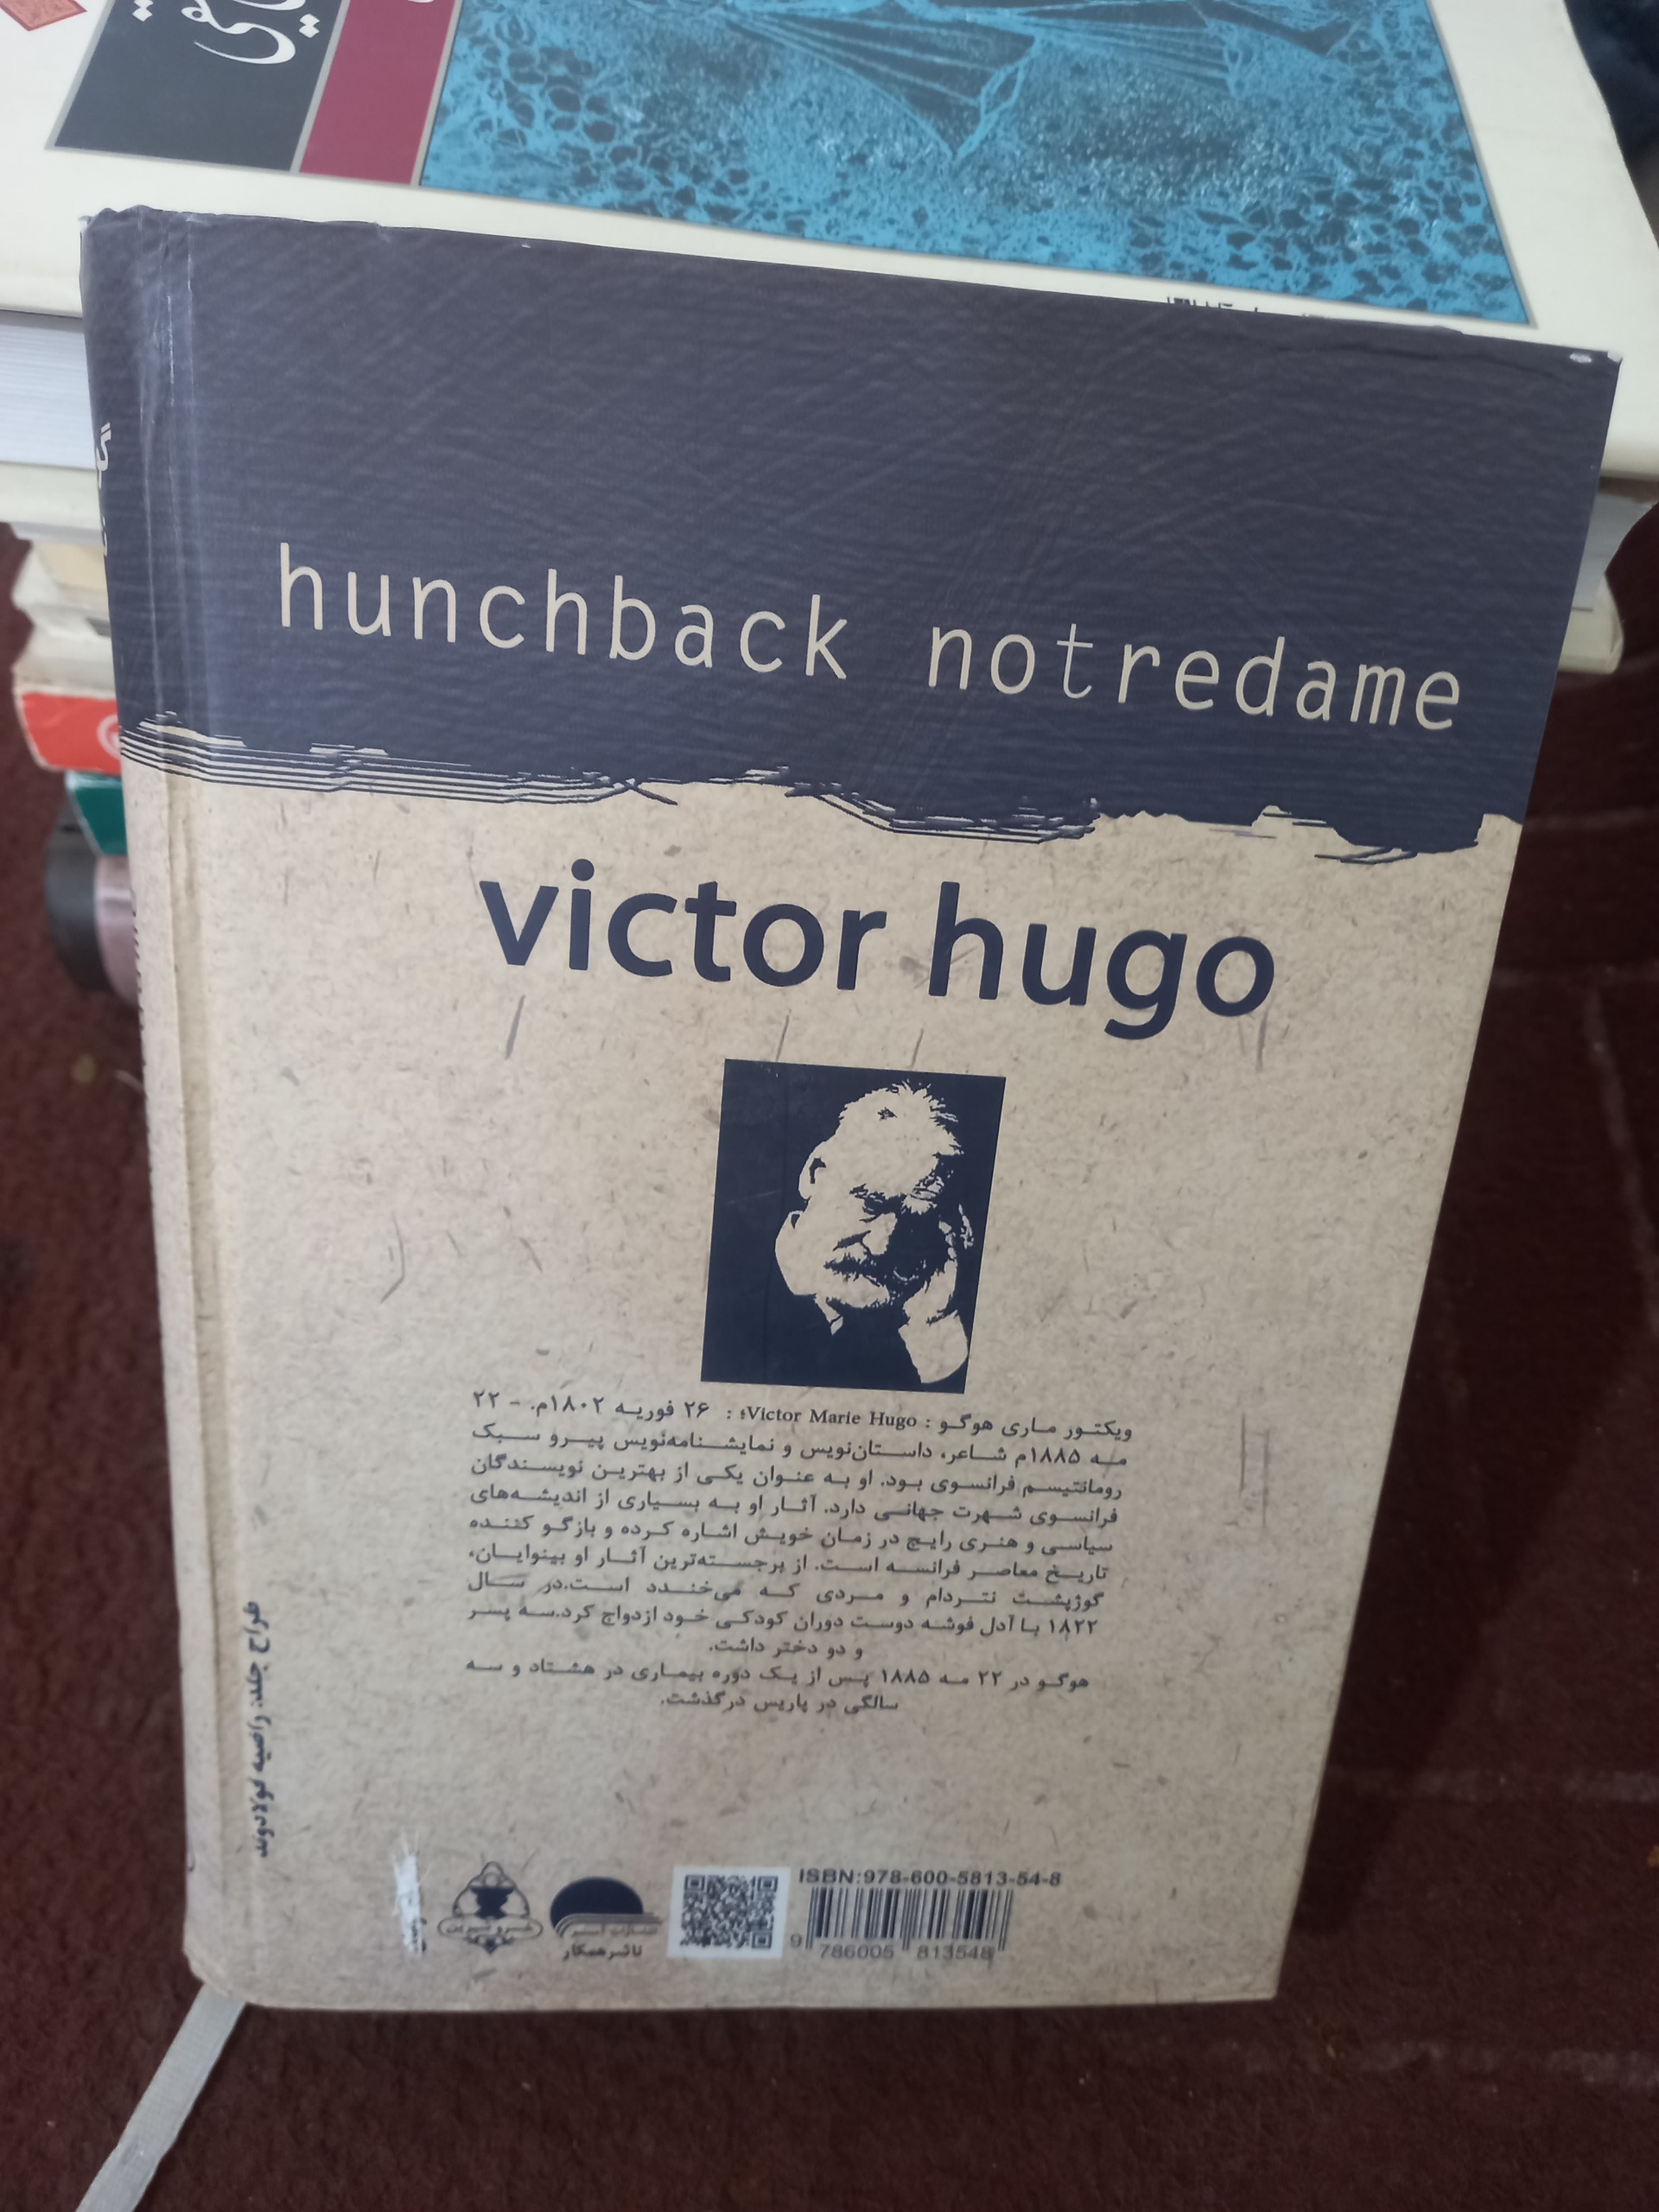 hunchback notredame
victor hugo
ویکتور ماری هوگو : Victor Marie Hugo؛ : ۲۶ فوریه ۱۸۰۲م. - ۲۲
مه ۱۸۸۵م شاعر، داستان‌نویس و نمایشنامه‌نویس پیرو سبک
رومانتیسم فرانسوی بود. او به عنوان یکی از بهترین نویسندگان
فرانسوی شهرت جهانی دارد. آثار او به بسیاری از اندیشه‌های
سیاسی و هنری رایج در زمان خویش اشاره کرده و بازگو کننده
تاریخ معاصر فرانسه است. از برجسته‌ترین آثار او بینوایان،
گوژپشت نتردام و مردی که می‌خندد است.در سال
۱۸۲۲ با آدل فوشه دوست دوران کودکی خود ازدواج کرد.سه پسر
و دو دختر داشت.
هوگو در ۲۲ مه ۱۸۸۵ پس از یک دوره بیماری در هشتاد و سه
سالگی در پاریس درگذشت.
طراح جلد: راضیه فولادوند
ناشر همکار
ISBN:978-600-5813-54-8
9 786005 813548